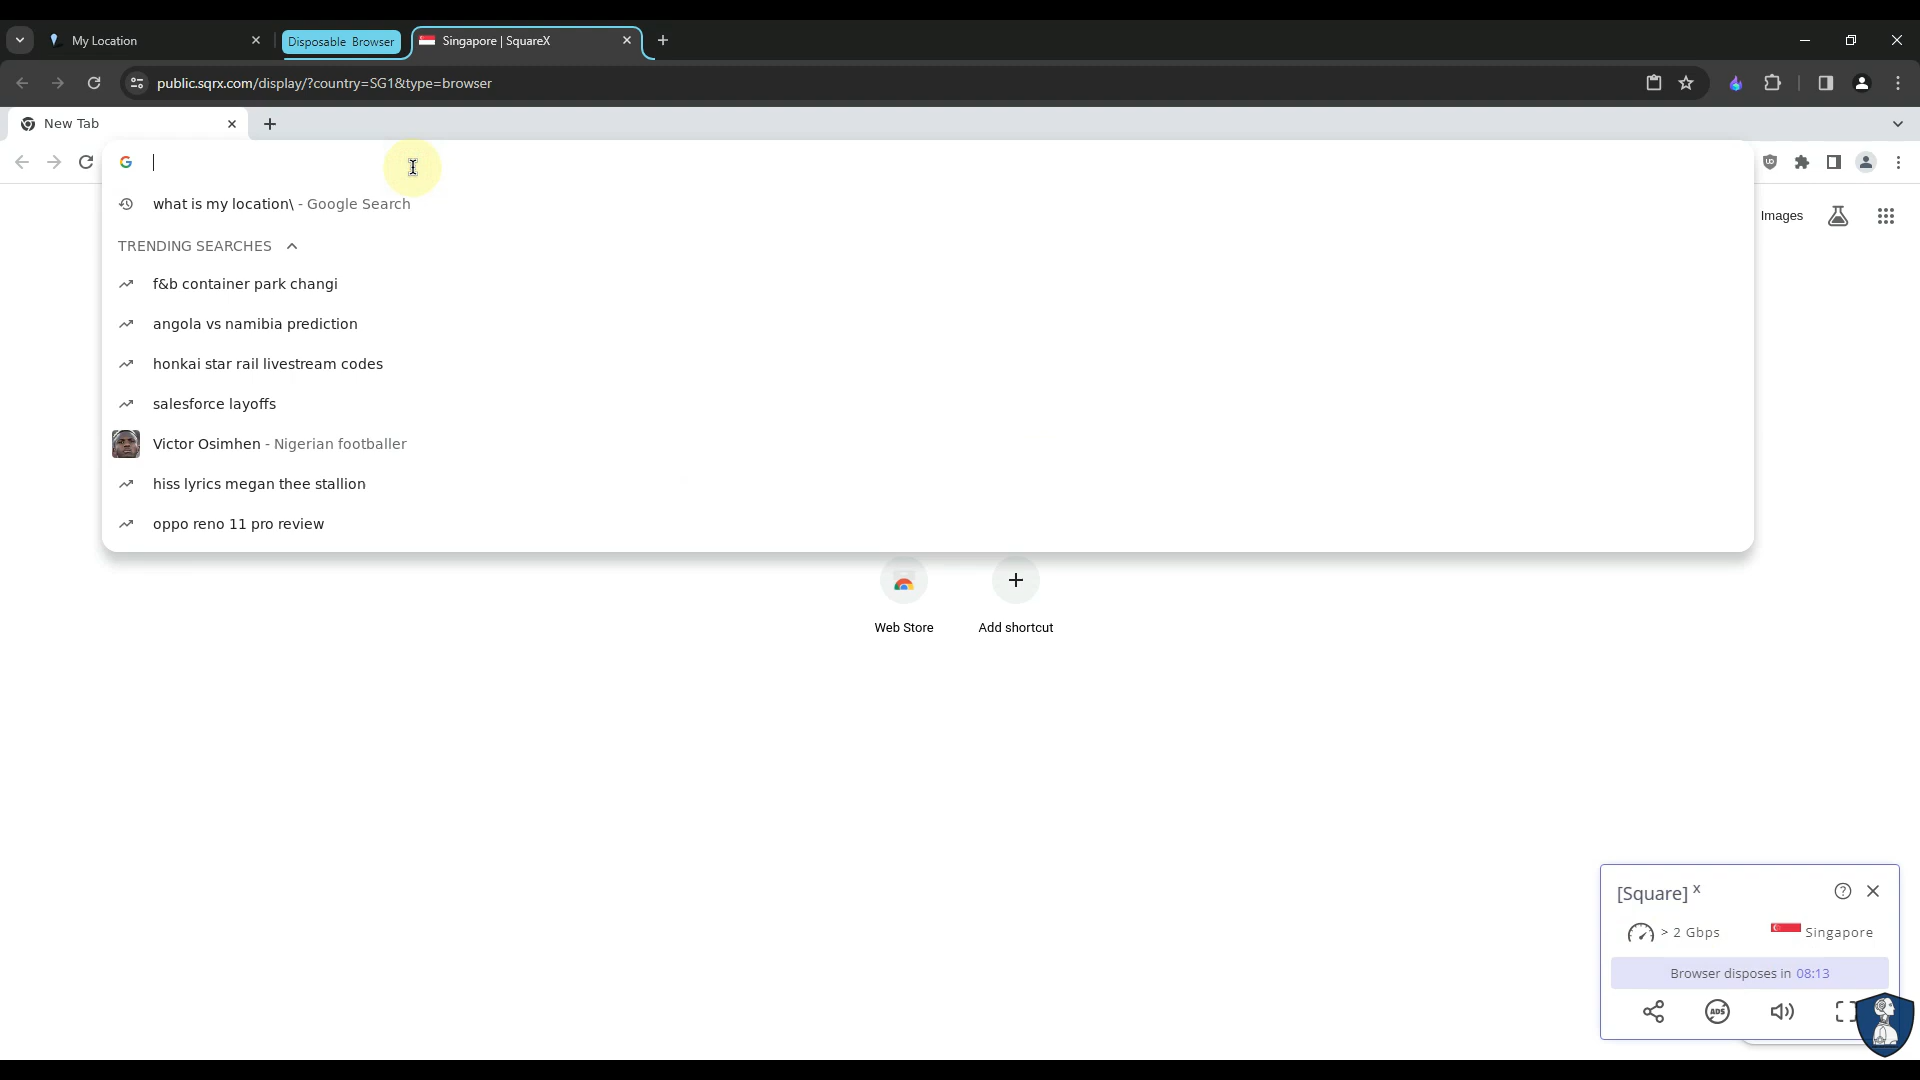 My Location
Disposable Browser
Singapore | SquareX
public.sqrx.com/display/?country=SG1&type=browser
New Tab
what is my location\ - Google Search
Images
TRENDING SEARCHES
f&b container park changi
angola vs namibia prediction
honkai star rail livestream codes
salesforce layoffs
Victor Osimhen - Nigerian footballer
hiss lyrics megan thee stallion
oppo reno 11 pro review
Web Store
Add shortcut
[Square] x
> 2 Gbps
Singapore
Browser disposes in 08:13
ADS